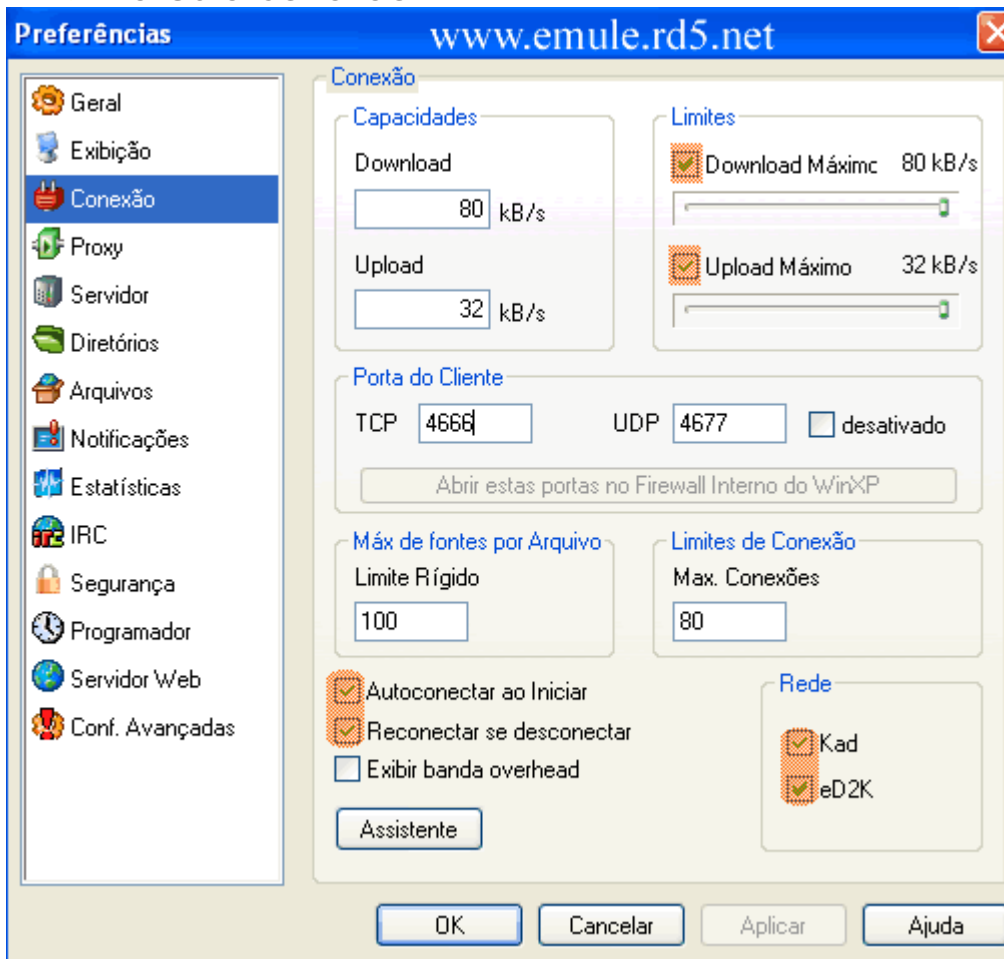 Preferências www.emule.rd5.net
Geral
Exibição
Conexão
Proxy
Servidor
Diretórios
Arquivos
Notificações
Estatísticas
IRC
Segurança
Programador
Servidor Web
Conf. Avançadas
Conexão
Capacidades
Download
80 kB/s
Upload
32 kB/s
Limites
Download Máximo 80 kB/s
Upload Máximo 32 kB/s
Porta do Cliente
TCP 4666 UDP 4677 desativado
Abrir estas portas no Firewall Interno do WinXP
Máx de fontes por Arquivo
Limite Rígido
100
Limites de Conexão
Max. Conexões
80
Autoconectar ao Iniciar
Reconectar se desconectar
Exibir banda overhead
Rede
Kad
eD2K
Assistente
OK Cancelar Aplicar Ajuda